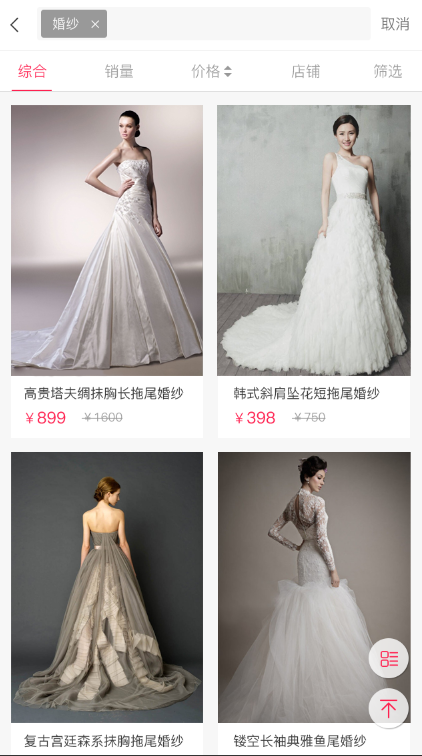 婚纱 ×
取消
综合 销量 价格 店铺 筛选
高贵塔夫绸抹胸长拖尾婚纱
¥899 ¥1600
韩式斜肩坠花短拖尾婚纱
¥398 ¥750
复古宫廷森系抹胸拖尾婚纱
镂空长袖典雅鱼尾婚纱